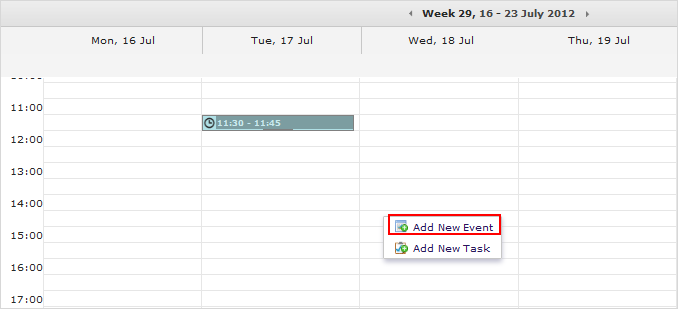 Week 29, 16 - 23 July 2012
Mon, 16 Jul Tue, 17 Jul Wed, 18 Jul Thu, 19 Jul
10:00
11:00
11:30 - 11:45
12:00
13:00
14:00
Add New Event
15:00
Add New Task
16:00
17:00